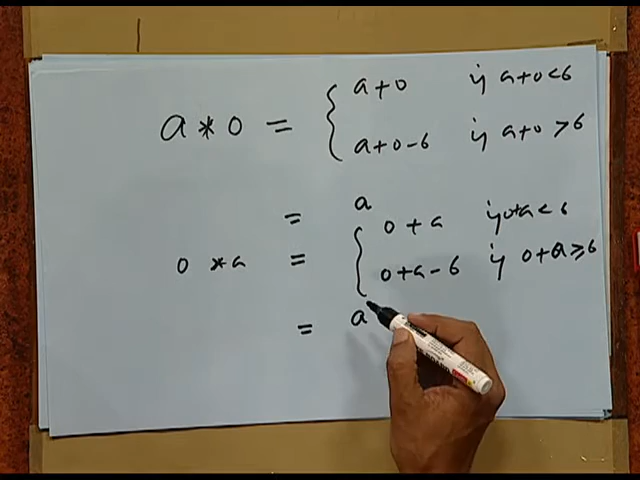 a + 0 if a + 0 < 6
a * 0 =
a + 0 - 6 if a + 0 > 6
= a
0 + a if 0 + a < 6
0 * a =
0 + a - 6 if 0 + a ≥ 6
= a